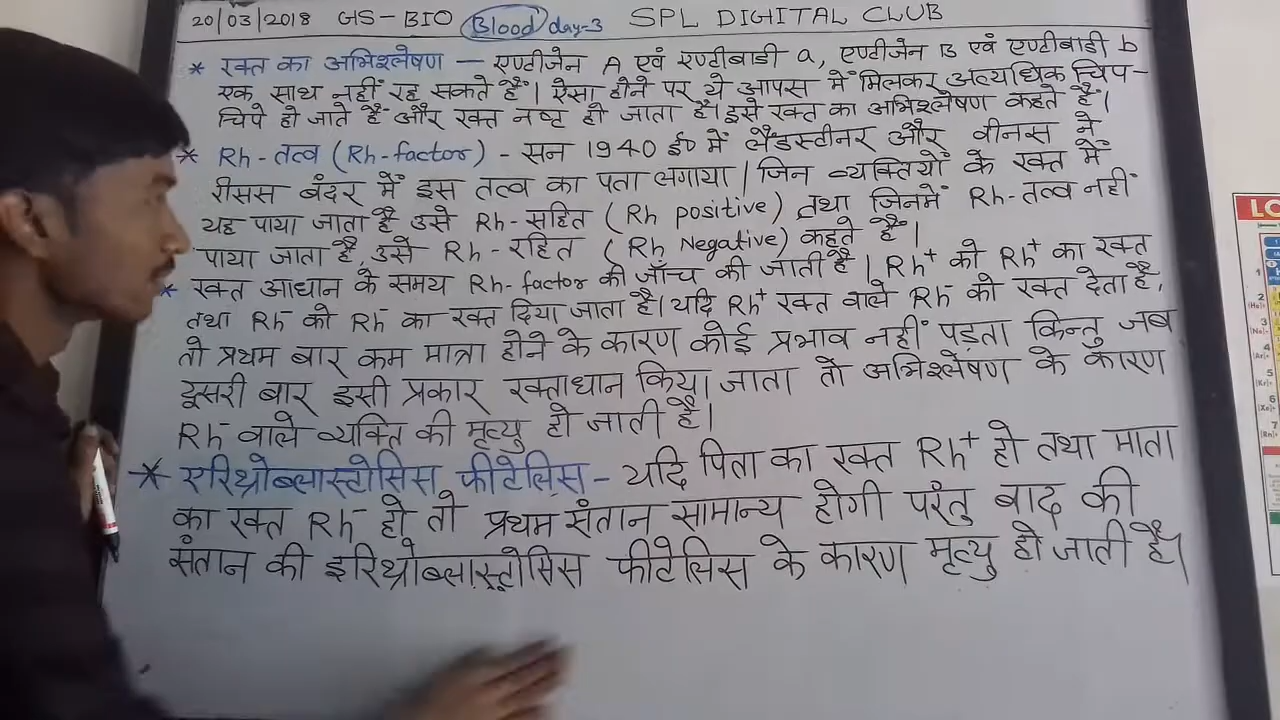 20/03/2018 GS-BIO Blood day-3 SPL DIGITAL CLUB
* रक्त का अभिश्लेषण — एण्टीजेन A एवं एण्टीबाडी a, एण्टीजेन B एवं एण्टीबाडी b
एक साथ नहीं रह सकते हैं। ऐसा होने पर ये आपस में मिलकर अत्यधिक चिप-
चिपे हो जाते हैं और रक्त नष्ट हो जाता है। इसे रक्त का अभिश्लेषण कहते हैं।
* Rh-तत्व (Rh-factor) - सन 1940 ई० में लैंडस्टीनर और वीनस ने
रीसस बंदर में इस तत्व का पता लगाया। जिन व्यक्तियों के रक्त में
यह पाया जाता है उसे Rh-सहित (Rh positive) तथा जिनमें Rh-तत्व नहीं
पाया जाता है, उसे Rh-रहित (Rh Negative) कहते हैं।
* रक्त आधान के समय Rh-factor की जाँच की जाती है। Rh+ को Rh+ का रक्त
तथा Rh- को Rh- का रक्त दिया जाता है। यदि Rh+ रक्त वाले Rh- को रक्त देता है,
तो प्रथम बार कम मात्रा होने के कारण कोई प्रभाव नहीं पड़ता किन्तु जब
दूसरी बार इसी प्रकार रक्ताधान किया जाता तो अभिश्लेषण के कारण
Rh- वाले व्यक्ति की मृत्यु हो जाती है।
* एरिथ्रोब्लास्टोसिस फीटेलिस - यदि पिता का रक्त Rh+ हो तथा माता
का रक्त Rh- हो तो प्रथम संतान सामान्य होगी परंतु बाद की
संतान की इरिथ्रोब्लास्टोसिस फीटेलिस के कारण मृत्यु हो जाती है।